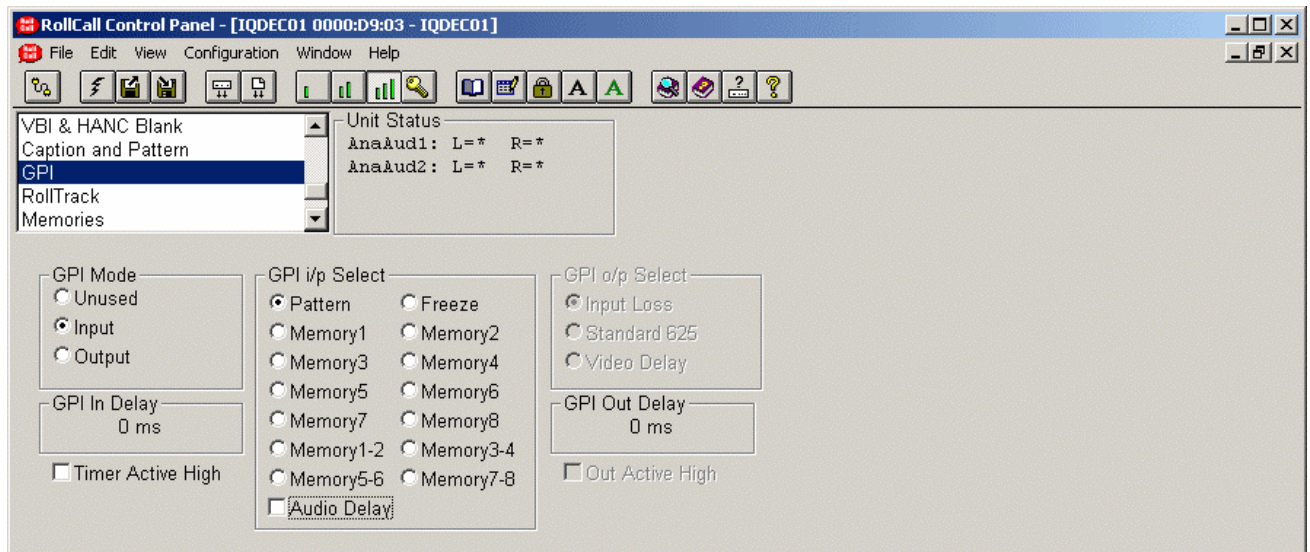 RollCall Control Panel - [IQDEC01 0000:D9:03 - IQDEC01]
File Edit View Configuration Window Help
A A
VBI & HANC Blank
Caption and Pattern
GPI
RollTrack
Memories
Unit Status
AnaAud1: L=* R=*
AnaAud2: L=* R=*
GPI Mode
Unused
Input
Output
GPI In Delay
0 ms
Timer Active High
GPI i/p Select
Pattern Freeze
Memory1 Memory2
Memory3 Memory4
Memory5 Memory6
Memory7 Memory8
Memory1-2 Memory3-4
Memory5-6 Memory7-8
Audio Delay
GPI o/p Select
Input Loss
Standard 625
Video Delay
GPI Out Delay
0 ms
Out Active High